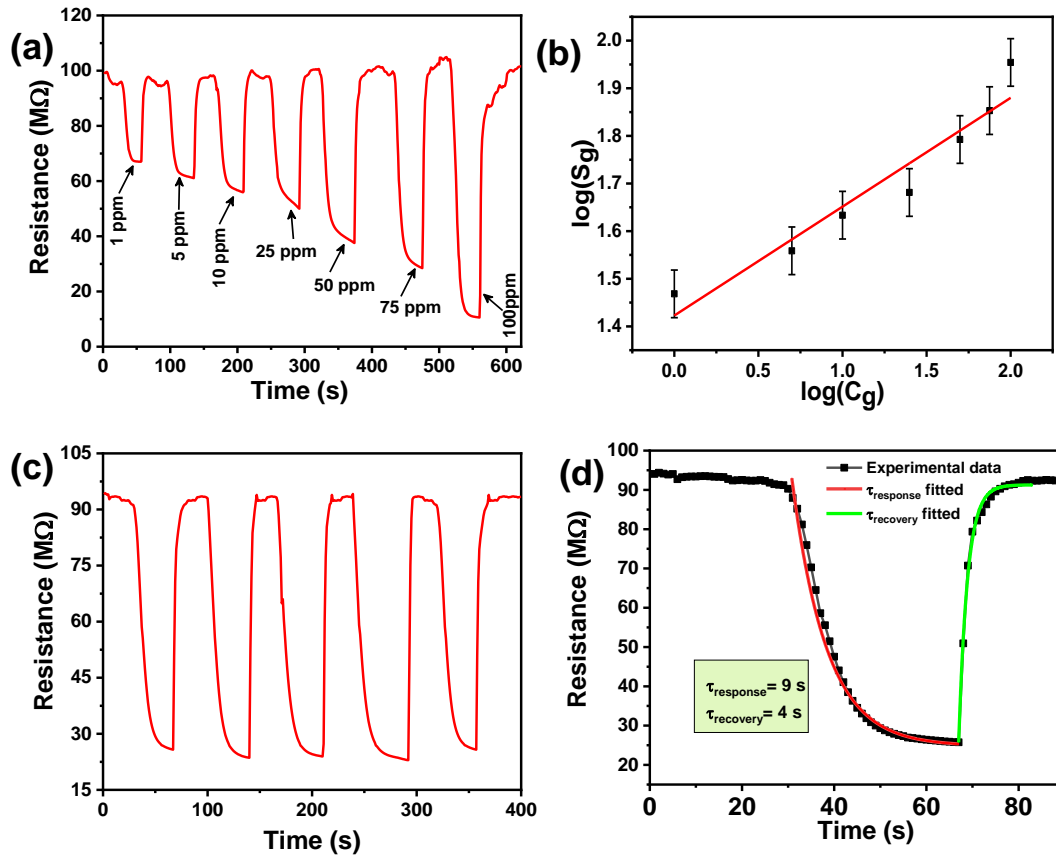 (a)
120
100
80
60
40
20
0
Resistance (MΩ)
1 ppm
5 ppm
10 ppm
25 ppm
50 ppm
75 ppm
100ppm
0 100 200 300 400 500 600
Time (s)
(b)
2.0
1.9
1.8
1.7
1.6
1.5
1.4
log(Sg)
0.0 0.5 1.0 1.5 2.0
log(Cg)
(c)
105
90
75
60
45
30
15
Resistance (MΩ)
0 100 200 300 400
Time (s)
(d)
100
90
80
70
60
50
40
30
20
Resistance (MΩ)
Experimental data
τresponse fitted
τrecovery fitted
τresponse= 9 s
τrecovery= 4 s
0 20 40 60 80
Time (s)